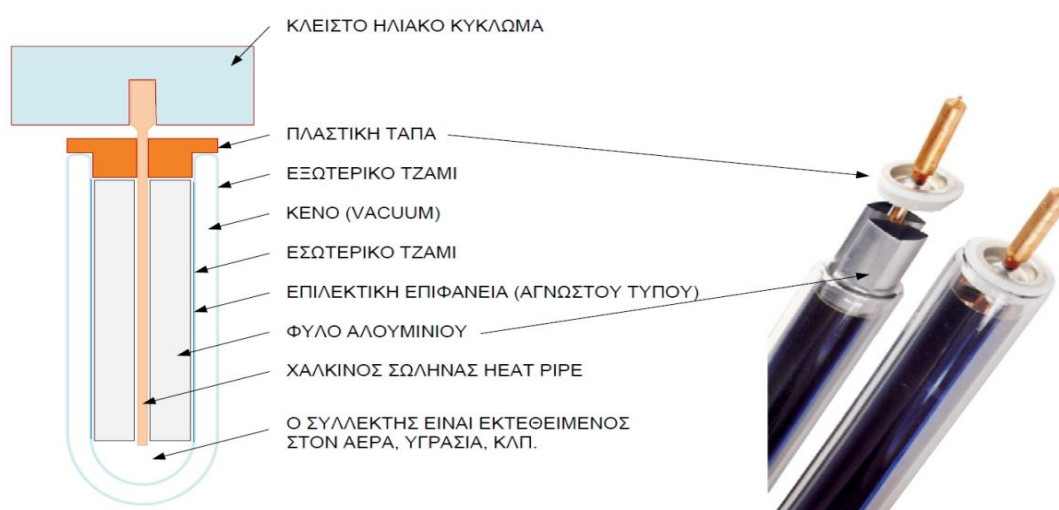 ΚΛΕΙΣΤΟ ΗΛΙΑΚΟ ΚΥΚΛΩΜΑ
ΠΛΑΣΤΙΚΗ ΤΑΠΑ
ΕΞΩΤΕΡΙΚΟ ΤΖΑΜΙ
ΚΕΝΟ (VACUUM)
ΕΣΩΤΕΡΙΚΟ ΤΖΑΜΙ
ΕΠΙΛΕΚΤΙΚΗ ΕΠΙΦΑΝΕΙΑ (ΑΓΝΩΣΤΟΥ ΤΥΠΟΥ)
ΦΥΛΟ ΑΛΟΥΜΙΝΙΟΥ
ΧΑΛΚΙΝΟΣ ΣΩΛΗΝΑΣ HEAT PIPE
Ο ΣΥΛΛΕΚΤΗΣ ΕΙΝΑΙ ΕΚΤΕΘΕΙΜΕΝΟΣ
ΣΤΟΝ ΑΕΡΑ, ΥΓΡΑΣΙΑ, ΚΛΠ.